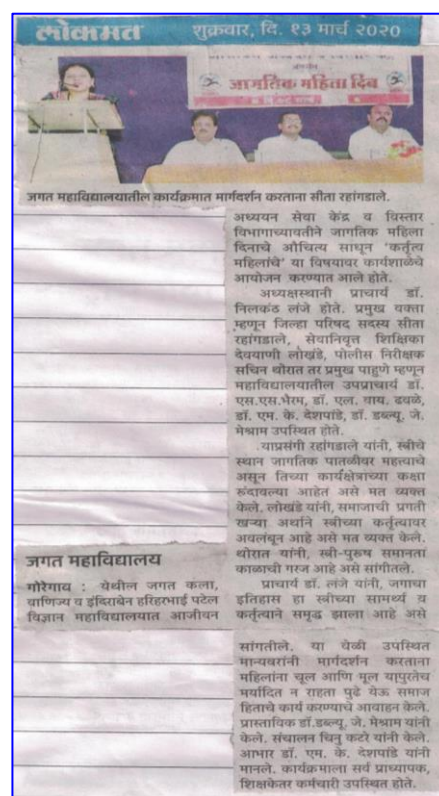 लोकमत
शुक्रवार, दि. १३ मार्च 2020
जागतिक महिला दिन
जगत महाविद्यालयातील कार्यक्रमात मार्गदर्शन करताना सीता रहांगडाले.
जगत महाविद्यालय
गोरेगाव : येथील जगत कला,
वाणिज्य व इंदिराबेन हरिहरभाई पटेल
विज्ञान महाविद्यालयात आजीवन
अध्ययन सेवा केंद्र व विस्तार
विभागाच्यावतीने जागतिक महिला
दिनाचे औचित्य साधून ‘कर्तृत्व
महिलांचे’ या विषयावर कार्यशाळेचे
आयोजन करण्यात आले होते.
अध्यक्षस्थानी प्राचार्य डॉ.
निलकंठ लंजे होते. प्रमुख वक्ता
म्हणून जिल्हा परिषद सदस्य सीता
रहांगडाले, सेवानिवृत्त शिक्षिका
देवयाणी लोखंडे, पोलीस निरीक्षक
सचिन थोरात तर प्रमुख पाहुणे म्हणून
महाविद्यालयातील उपप्राचार्य डॉ.
एस.एस.भैरम, डॉ. एल. वाय. ढवळे,
डॉ. एम. के. देशपांडे, डॉ. डब्ल्यू. जे.
मेश्राम उपस्थित होते.
याप्रसंगी रहांगडाले यांनी, स्त्रीचे
स्थान जागतिक पातळीवर महत्त्वाचे
असून तिच्या कार्यक्षेत्राच्या कक्षा
रुंदावल्या आहेत असे मत व्यक्त
केले. लोखंडे यांनी, समाजाची प्रगती
खऱ्या अर्थाने स्त्रीच्या कर्तृत्वावर
अवलंबून आहे असे मत व्यक्त केले.
थोरात यांनी, स्त्री-पुरुष समानता
काळाची गरज आहे असे सांगीतले.
प्राचार्य डॉ. लंजे यांनी, जगाचा
इतिहास हा स्त्रीच्या सामर्थ्य व
कर्तृत्वाने समृद्ध झाला आहे असे
सांगतीले. या वेळी उपस्थित
मान्यवरांनी मार्गदर्शन करताना
महिलांना चूल आणि मूल यापुरतेच
मर्यादित न राहता पुढे येऊ समाज
हिताचे कार्य करण्याचे आवाहन केले.
प्रास्ताविक डॉ.डब्ल्यू. जे. मेश्राम यांनी
केले. संचालन चिनु कटरे यांनी केले.
आभार डॉ. एम. के. देशपांडे यांनी
मानले. कार्यक्रमाला सर्व प्राध्यापक,
शिक्षकेतर कर्मचारी उपस्थित होते.